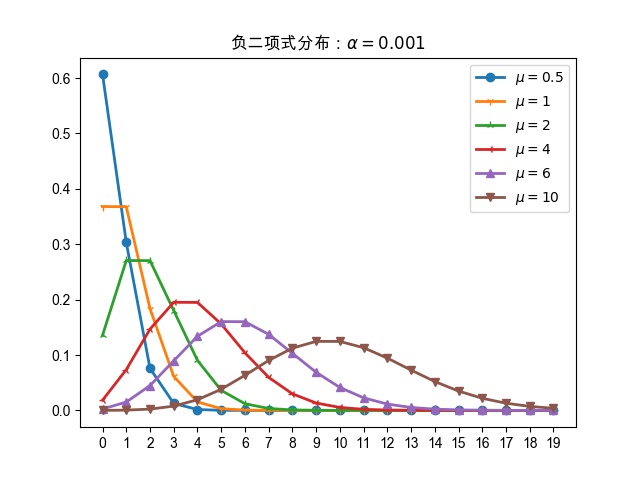 负二项式分布：α = 0.001
0.6
0.5
0.4
0.3
0.2
0.1
0.0
μ = 0.5
μ = 1
μ = 2
μ = 4
μ = 6
μ = 10
0 1 2 3 4 5 6 7 8 9 10 11 12 13 14 15 16 17 18 19